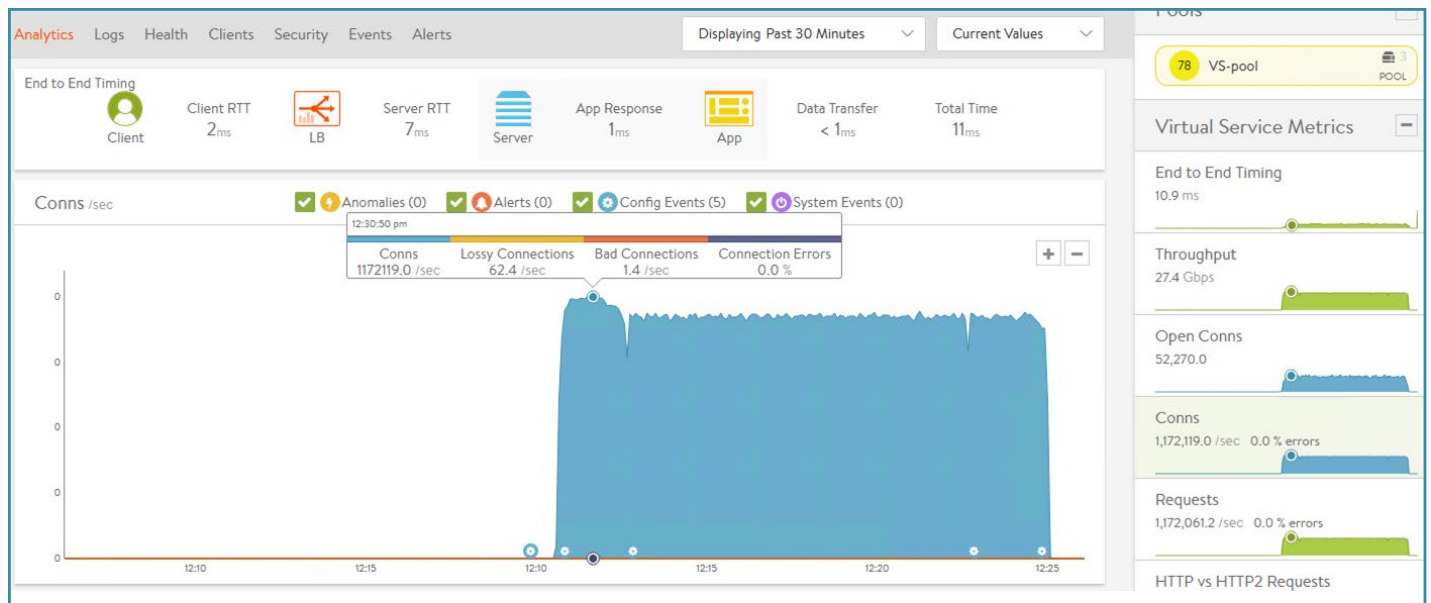 Pools
Analytics Logs Health Clients Security Events Alerts
Displaying Past 30 Minutes
Current Values
78 VS-pool
3
POOL
End to End Timing
Client
Client RTT
2ms
LB
Server RTT
7ms
Server
App Response
1ms
App
Data Transfer
< 1ms
Total Time
11ms
Conns /sec
Anomalies (0) Alerts (0) Config Events (5) System Events (0)
12:30:50 pm
Conns Lossy Connections Bad Connections Connection Errors
1172119.0 /sec 62.4 /sec 1.4 /sec 0.0 %
+ −
0
0
0
0
0
12:10 12:15 12:10 12:15 12:20 12:25
Virtual Service Metrics −
End to End Timing
10.9 ms
Throughput
27.4 Gbps
Open Conns
52,270.0
Conns
1,172,119.0 /sec 0.0 % errors
Requests
1,172,061.2 /sec 0.0 % errors
HTTP vs HTTP2 Requests